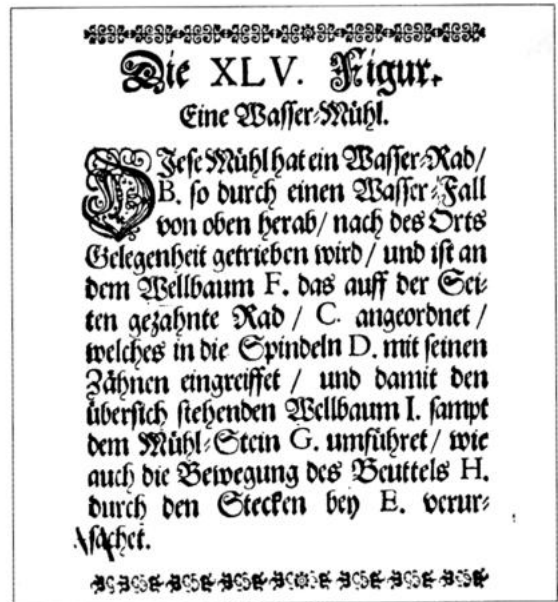 Die XLV. Figur.
Eine Wasser-Mühl.
DJese Mühl hat ein Wasser-Rad/
B. so durch einen Wasser-Fall
von oben herab/ nach des Orts
Gelegenheit getrieben wird/ und ist an
dem Wellbaum F. das auff der Sei-
ten gezahnte Rad/ C. angeordnet/
welches in die Spindeln D. mit seinen
Zähnen eingreiffet/ und damit den
übersich stehenden Wellbaum I. sampt
dem Mühl-Stein G. umführet/ wie
auch die Bewegung des Beuttels H.
durch den Stecken bey E. verur-
sachet.